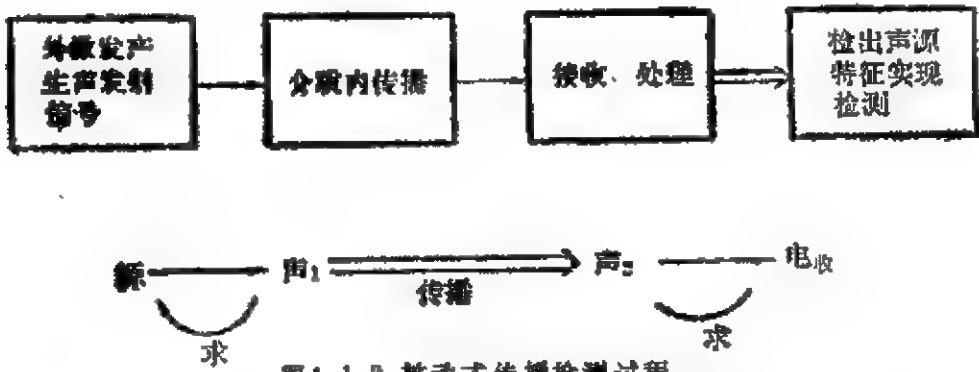 外激发产
生声发射
信号
介质内传播
接收、处理
检出声源
特征实现
检测
源
声₁
传播
声₂
电收
求
求
被动式传播检测过程